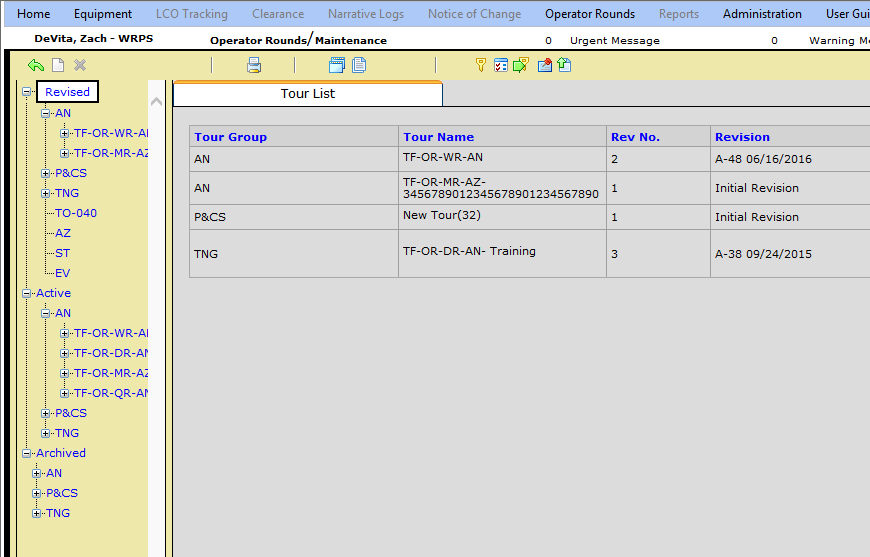 Home Equipment LCO Tracking Clearance Narrative Logs Notice of Change Operator Rounds Reports Administration User Gui
DeVita, Zach - WRPS Operator Rounds/Maintenance 0 Urgent Message 0 Warning Me
Revised
AN
TF-OR-WR-AN
TF-OR-MR-AZ
P&CS
TNG
TO-040
AZ
ST
EV
Active
AN
TF-OR-WR-AN
TF-OR-DR-AN
TF-OR-MR-AZ
TF-OR-QR-AN
P&CS
TNG
Archived
AN
P&CS
TNG
Tour List
Tour Group Tour Name Rev No. Revision
AN TF-OR-WR-AN 2 A-48 06/16/2016
AN TF-OR-MR-AZ-
3456789012345678901234567890 1 Initial Revision
P&CS New Tour(32) 1 Initial Revision
TNG TF-OR-DR-AN- Training 3 A-38 09/24/2015